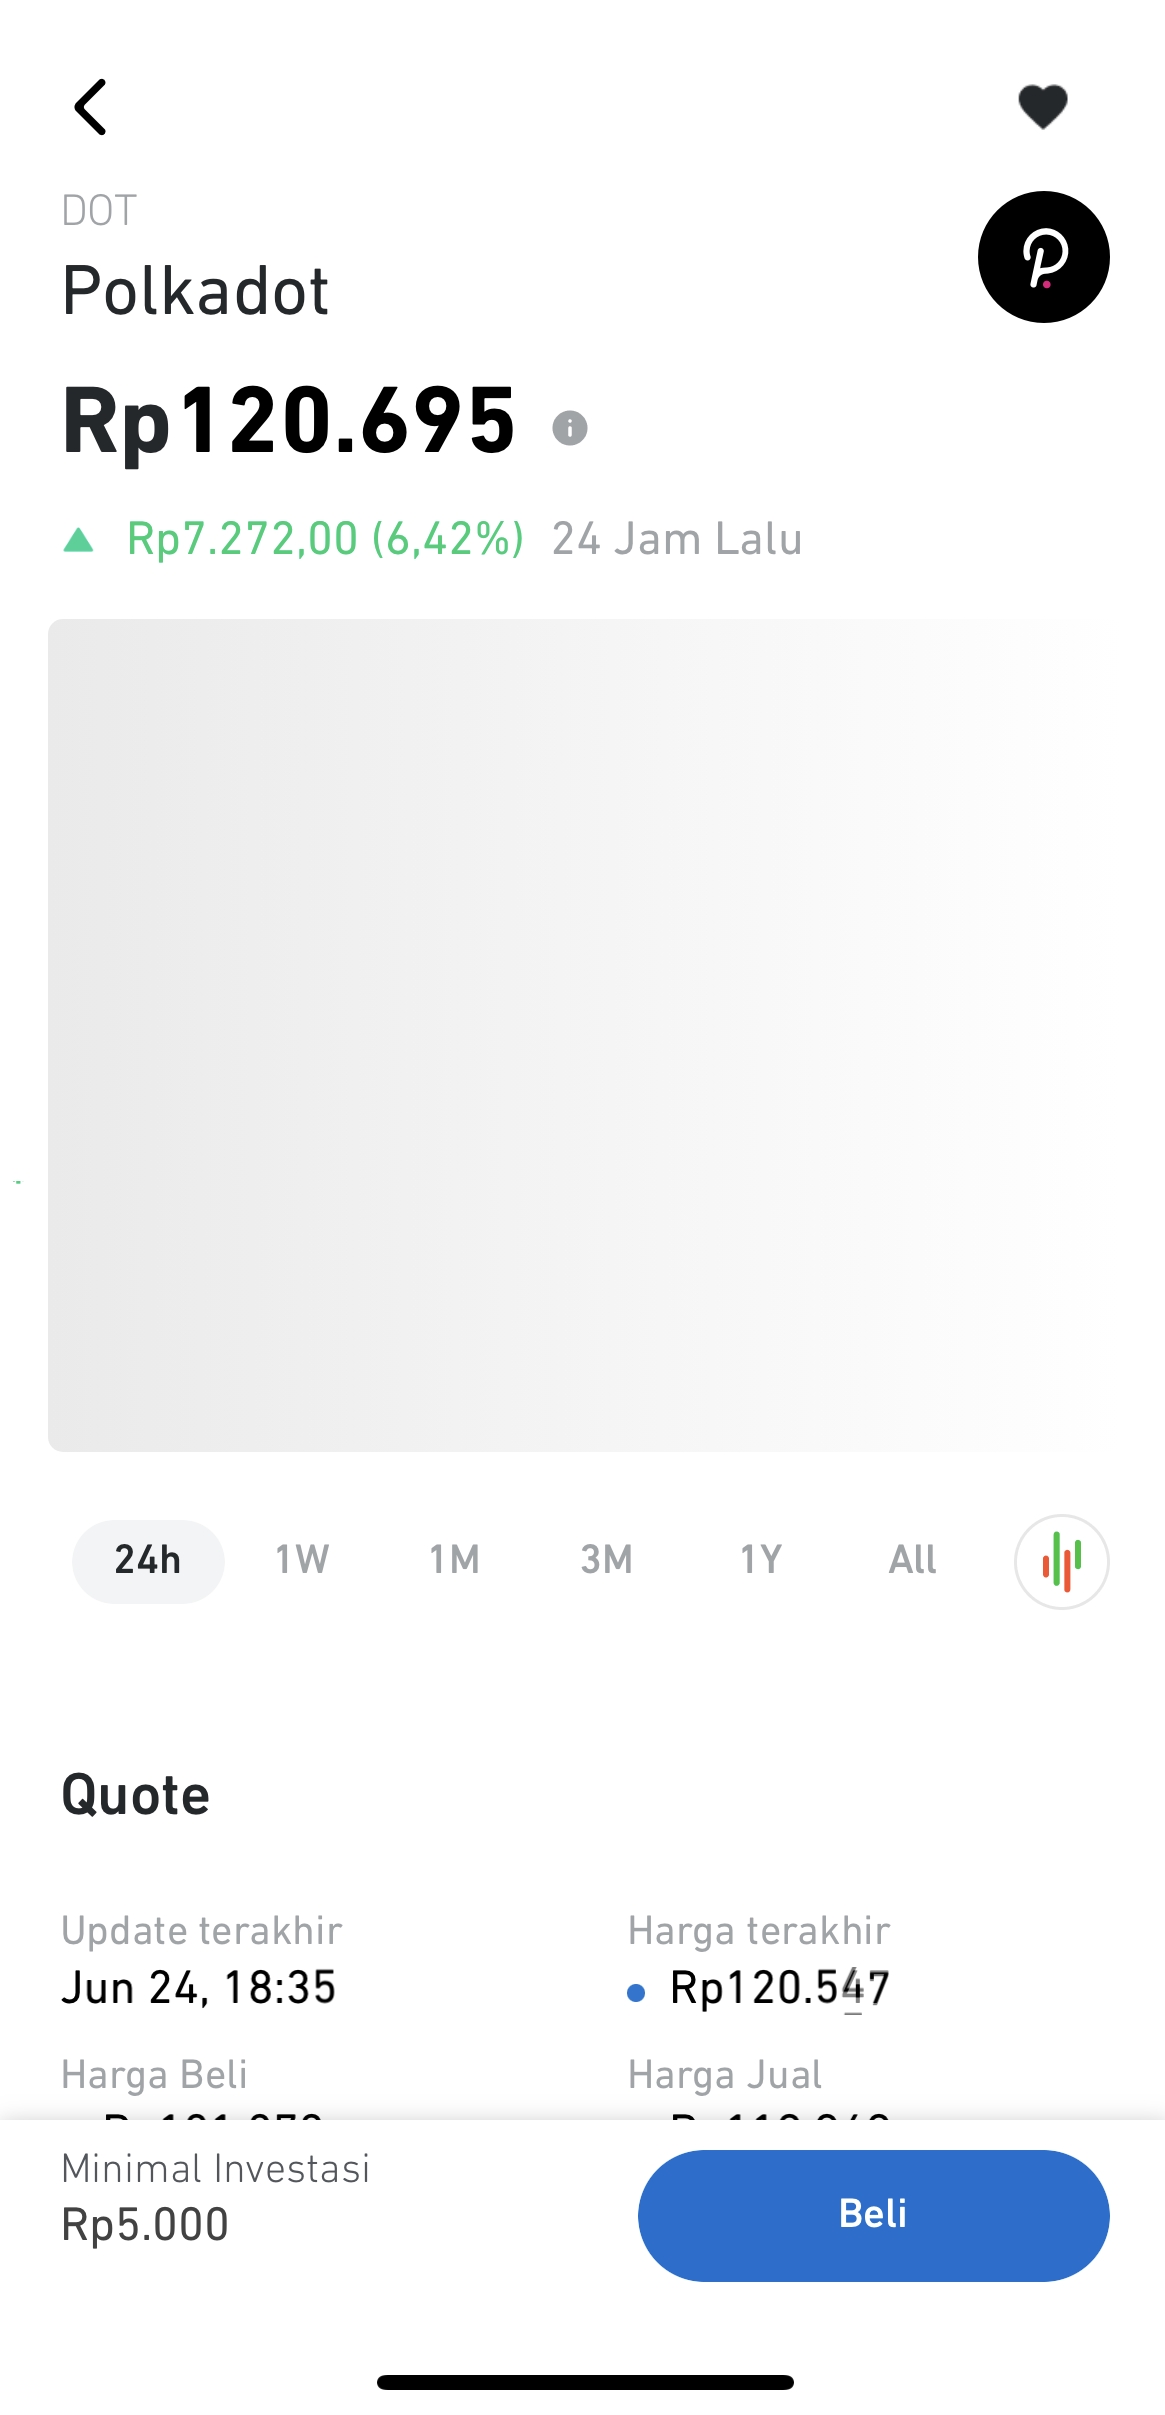 DOT
Polkadot
Rp120.695
Rp7.272,00 (6,42%) 24 Jam Lalu
24h 1W 1M 3M 1Y All
Quote
Update terakhir Harga terakhir
Jun 24, 18:35 Rp120.547
Harga Beli Harga Jual
Minimal Investasi
Rp5.000
Beli